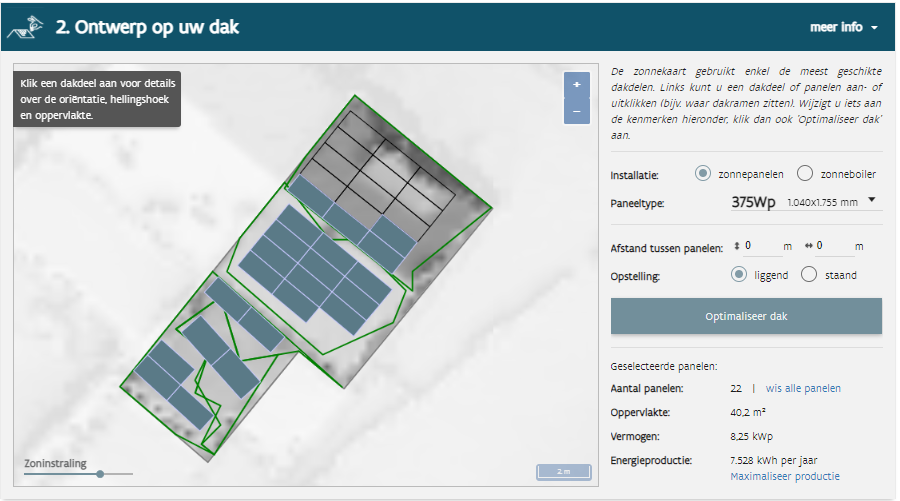 2. Ontwerp op uw dak
meer info
Klik een dakdeel aan voor details
over de oriëntatie, hellingshoek
en oppervlakte.
+
−
Zoninstraling
2 m
De zonnekaart gebruikt enkel de meest geschikte
dakdelen. Links kunt u een dakdeel of panelen aan- of
uitklikken (bijv. waar dakramen zitten). Wijzigt u iets aan
de kenmerken hieronder, klik dan ook 'Optimaliseer dak'
aan.
Installatie: zonnepanelen zonneboiler
Paneeltype: 375Wp 1.040x1.755 mm
Afstand tussen panelen: 0 m 0 m
Opstelling: liggend staand
Optimaliseer dak
Geselecteerde panelen:
Aantal panelen: 22 | wis alle panelen
Oppervlakte: 40,2 m²
Vermogen: 8,25 kWp
Energieproductie: 7.528 kWh per jaar
Maximaliseer productie